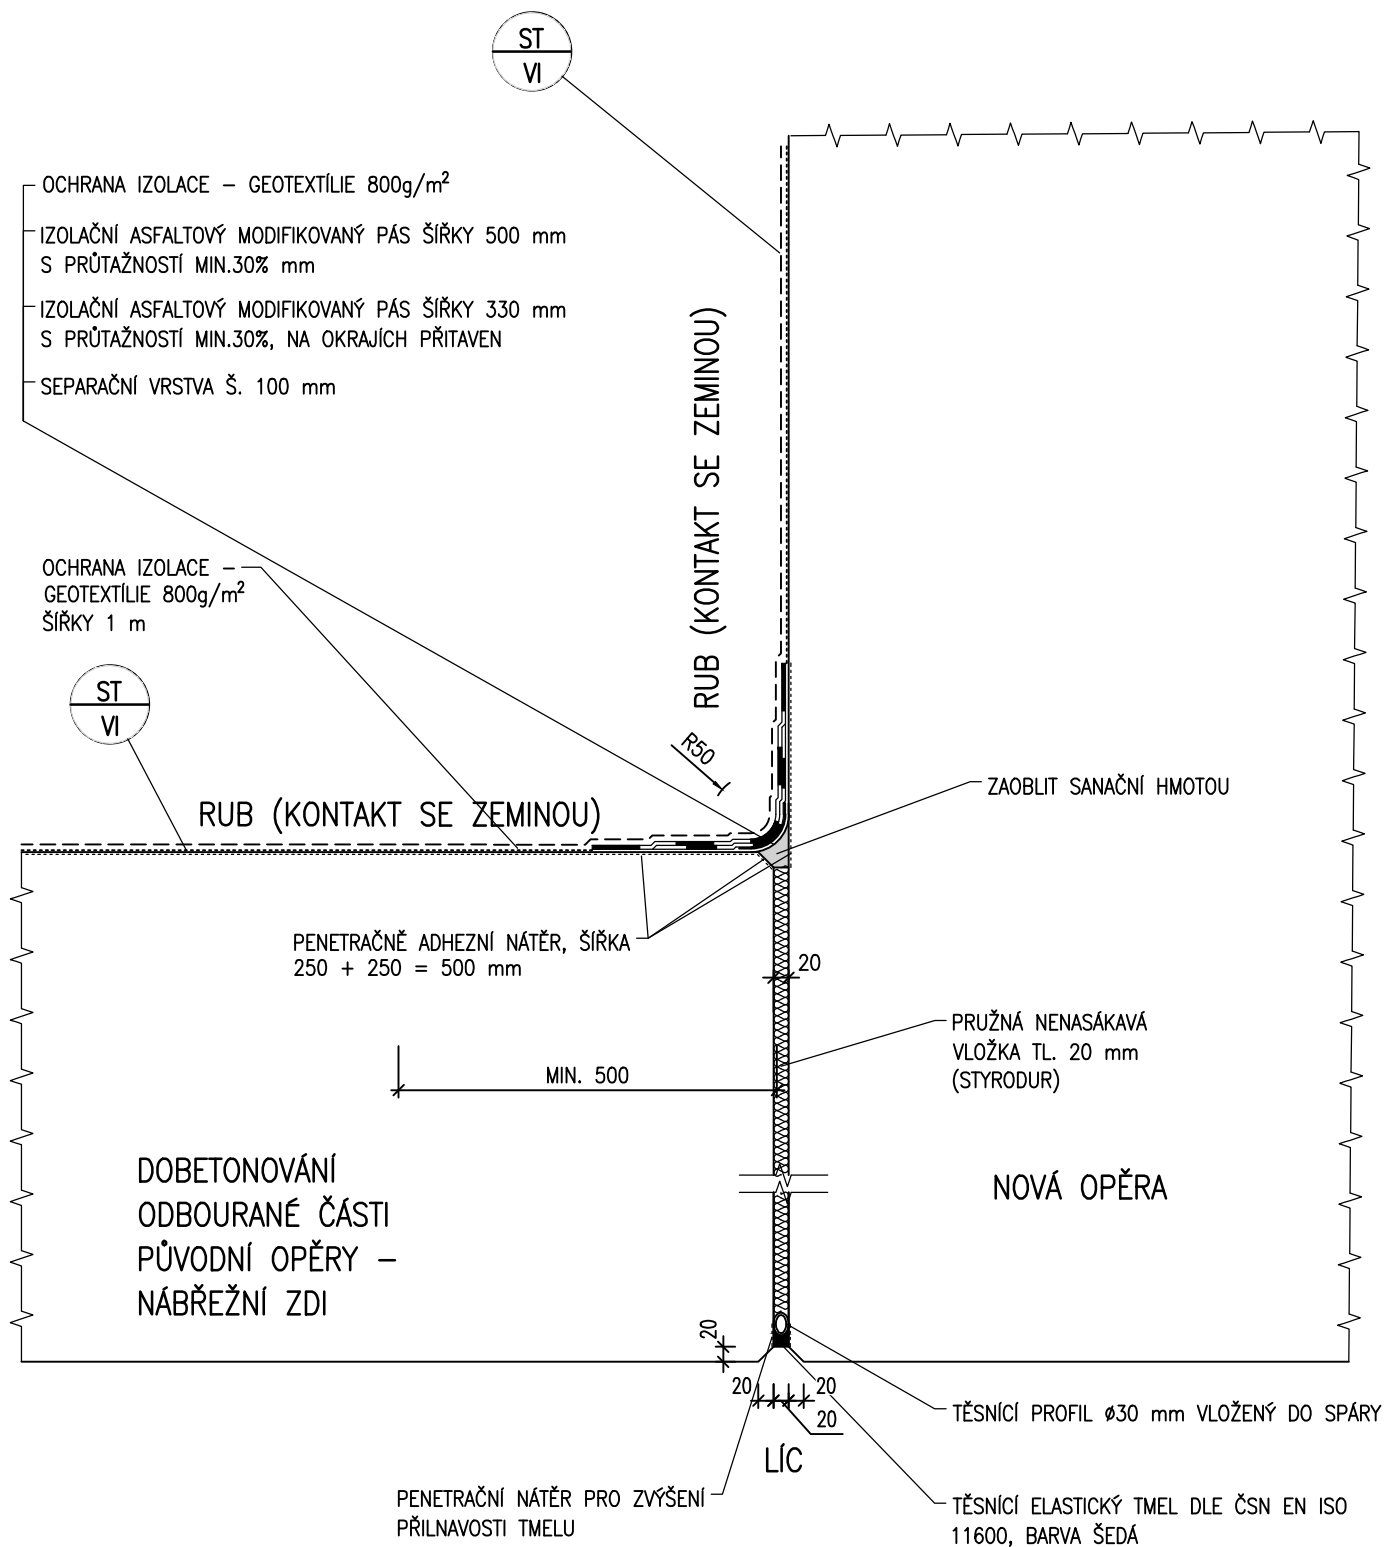 ST
VI
OCHRANA IZOLACE – GEOTEXTÍLIE 800g/m²
IZOLAČNÍ ASFALTOVÝ MODIFIKOVANÝ PÁS ŠÍŘKY 500 mm
S PRŮTAŽNOSTÍ MIN.30% mm
IZOLAČNÍ ASFALTOVÝ MODIFIKOVANÝ PÁS ŠÍŘKY 330 mm
S PRŮTAŽNOSTÍ MIN.30%, NA OKRAJÍCH PŘITAVEN
SEPARAČNÍ VRSTVA Š. 100 mm
RUB (KONTAKT SE ZEMINOU)
OCHRANA IZOLACE –
GEOTEXTÍLIE 800g/m²
ŠÍŘKY 1 m
ST
VI
R50
ZAOBLIT SANAČNÍ HMOTOU
RUB (KONTAKT SE ZEMINOU)
PENETRAČNĚ ADHEZNÍ NÁTĚR, ŠÍŘKA
250 + 250 = 500 mm
20
PRUŽNÁ NENASÁKAVÁ
VLOŽKA TL. 20 mm
(STYRODUR)
MIN. 500
DOBETONOVÁNÍ
ODBOURANÉ ČÁSTI
PŮVODNÍ OPĚRY –
NÁBŘEŽNÍ ZDI
NOVÁ OPĚRA
20
20
20
20
LÍC
TĚSNÍCÍ PROFIL ø30 mm VLOŽENÝ DO SPÁRY
PENETRAČNÍ NÁTĚR PRO ZVÝŠENÍ
PŘILNAVOSTI TMELU
TĚSNÍCÍ ELASTICKÝ TMEL DLE ČSN EN ISO
11600, BARVA ŠEDÁ